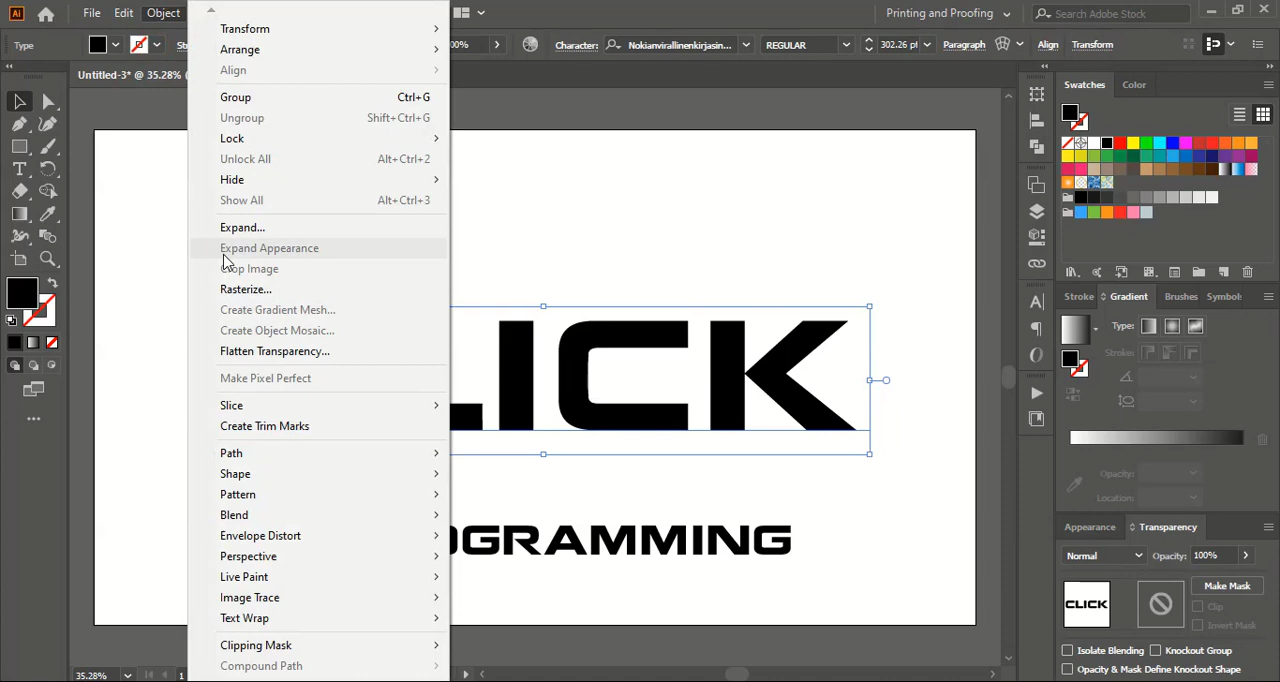 Ai File Edit Object Printing and Proofing Search Adobe Stock
Type Character: Nokianvirallinenkirjasin... REGULAR 302.26 pt Paragraph Align Transform
Untitled-3* @ 35.28%
Transform
Arrange
Align
Group Ctrl+G
Ungroup Shift+Ctrl+G
Lock
Unlock All Alt+Ctrl+2
Hide
Show All Alt+Ctrl+3
Expand...
Expand Appearance
Crop Image
Rasterize...
Create Gradient Mesh...
Create Object Mosaic...
Flatten Transparency...
Make Pixel Perfect
Slice
Create Trim Marks
Path
Shape
Pattern
Blend
Envelope Distort
Perspective
Live Paint
Image Trace
Text Wrap
Clipping Mask
Compound Path
LICK
OGRAMMING
35.28% 1
Swatches Color
Stroke Gradient Brushes Symbols
Type:
Stroke:
Opacity:
Location:
Appearance Transparency
Normal Opacity: 100%
CLICK
Make Mask
Clip
Invert Mask
Isolate Blending Knockout Group
Opacity & Mask Define Knockout Shape